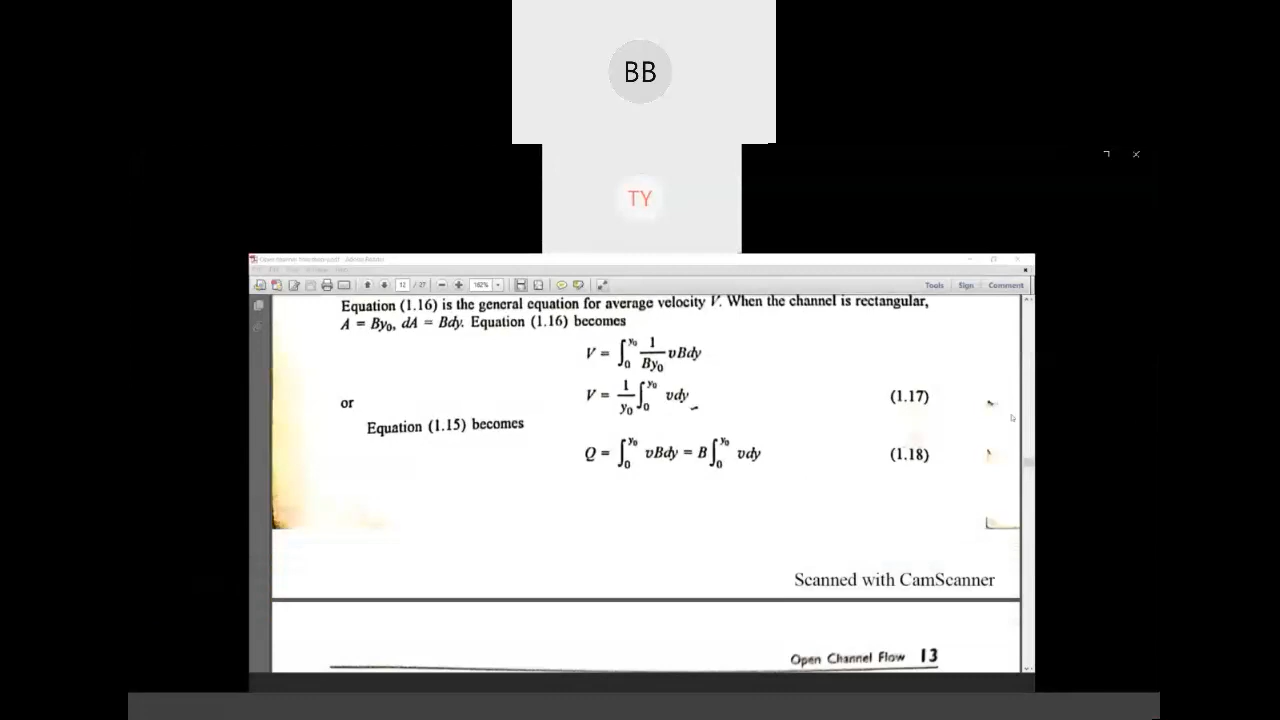 BB
TY
12 / 27
162%
Tools Sign Comment
Equation (1.16) is the general equation for average velocity V. When the channel is rectangular,
A = By₀, dA = Bdy. Equation (1.16) becomes
V = ∫₀^y₀ 1/By₀ vBdy
or V = 1/y₀ ∫₀^y₀ vdy (1.17)
Equation (1.15) becomes
Q = ∫₀^y₀ vBdy = B∫₀^y₀ vdy (1.18)
Scanned with CamScanner
Open Channel Flow 13